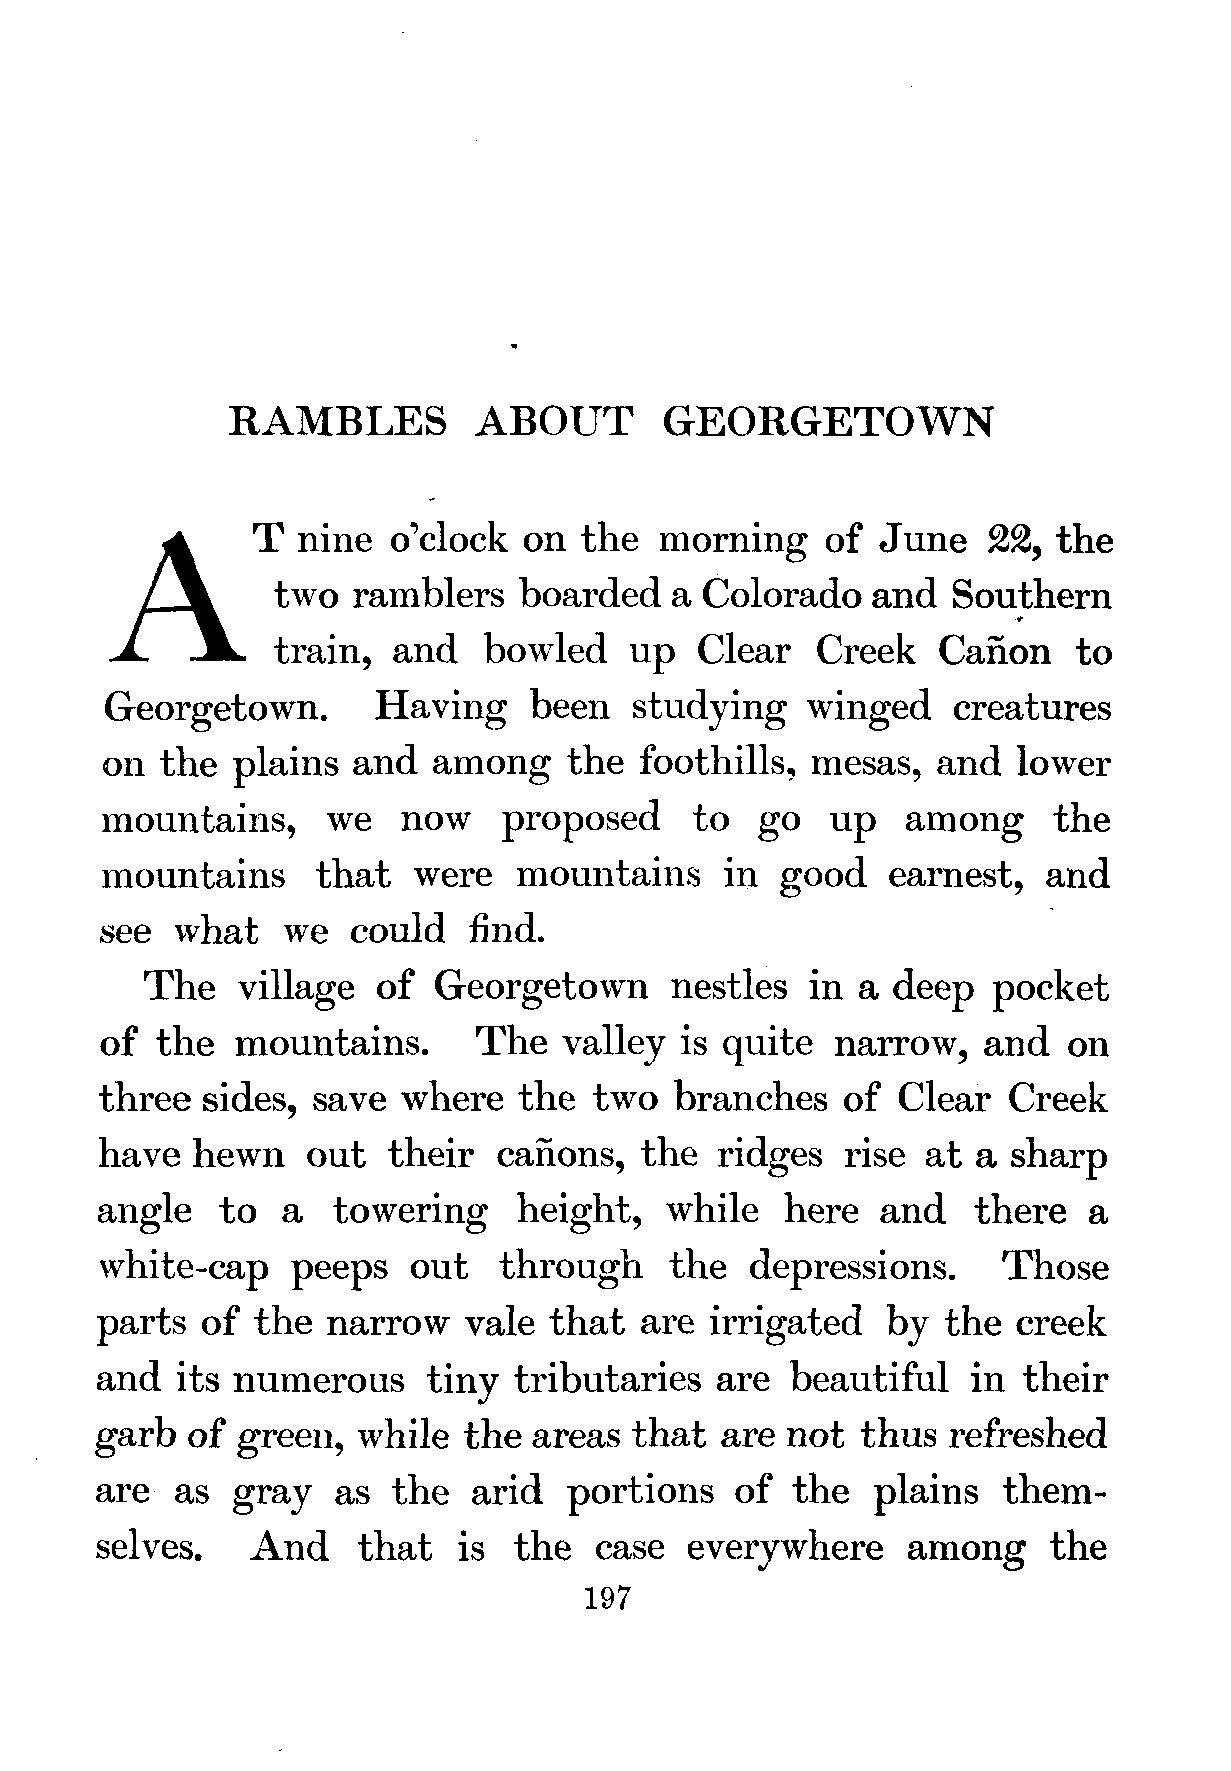 RAMBLES ABOUT GEORGETOWN
AT nine o'clock on the morning of June 22, the
two ramblers boarded a Colorado and Southern
train, and bowled up Clear Creek Cañon to
Georgetown. Having been studying winged creatures
on the plains and among the foothills, mesas, and lower
mountains, we now proposed to go up among the
mountains that were mountains in good earnest, and
see what we could find.
The village of Georgetown nestles in a deep pocket
of the mountains. The valley is quite narrow, and on
three sides, save where the two branches of Clear Creek
have hewn out their cañons, the ridges rise at a sharp
angle to a towering height, while here and there a
white-cap peeps out through the depressions. Those
parts of the narrow vale that are irrigated by the creek
and its numerous tiny tributaries are beautiful in their
garb of green, while the areas that are not thus refreshed
are as gray as the arid portions of the plains them-
selves. And that is the case everywhere among the
197